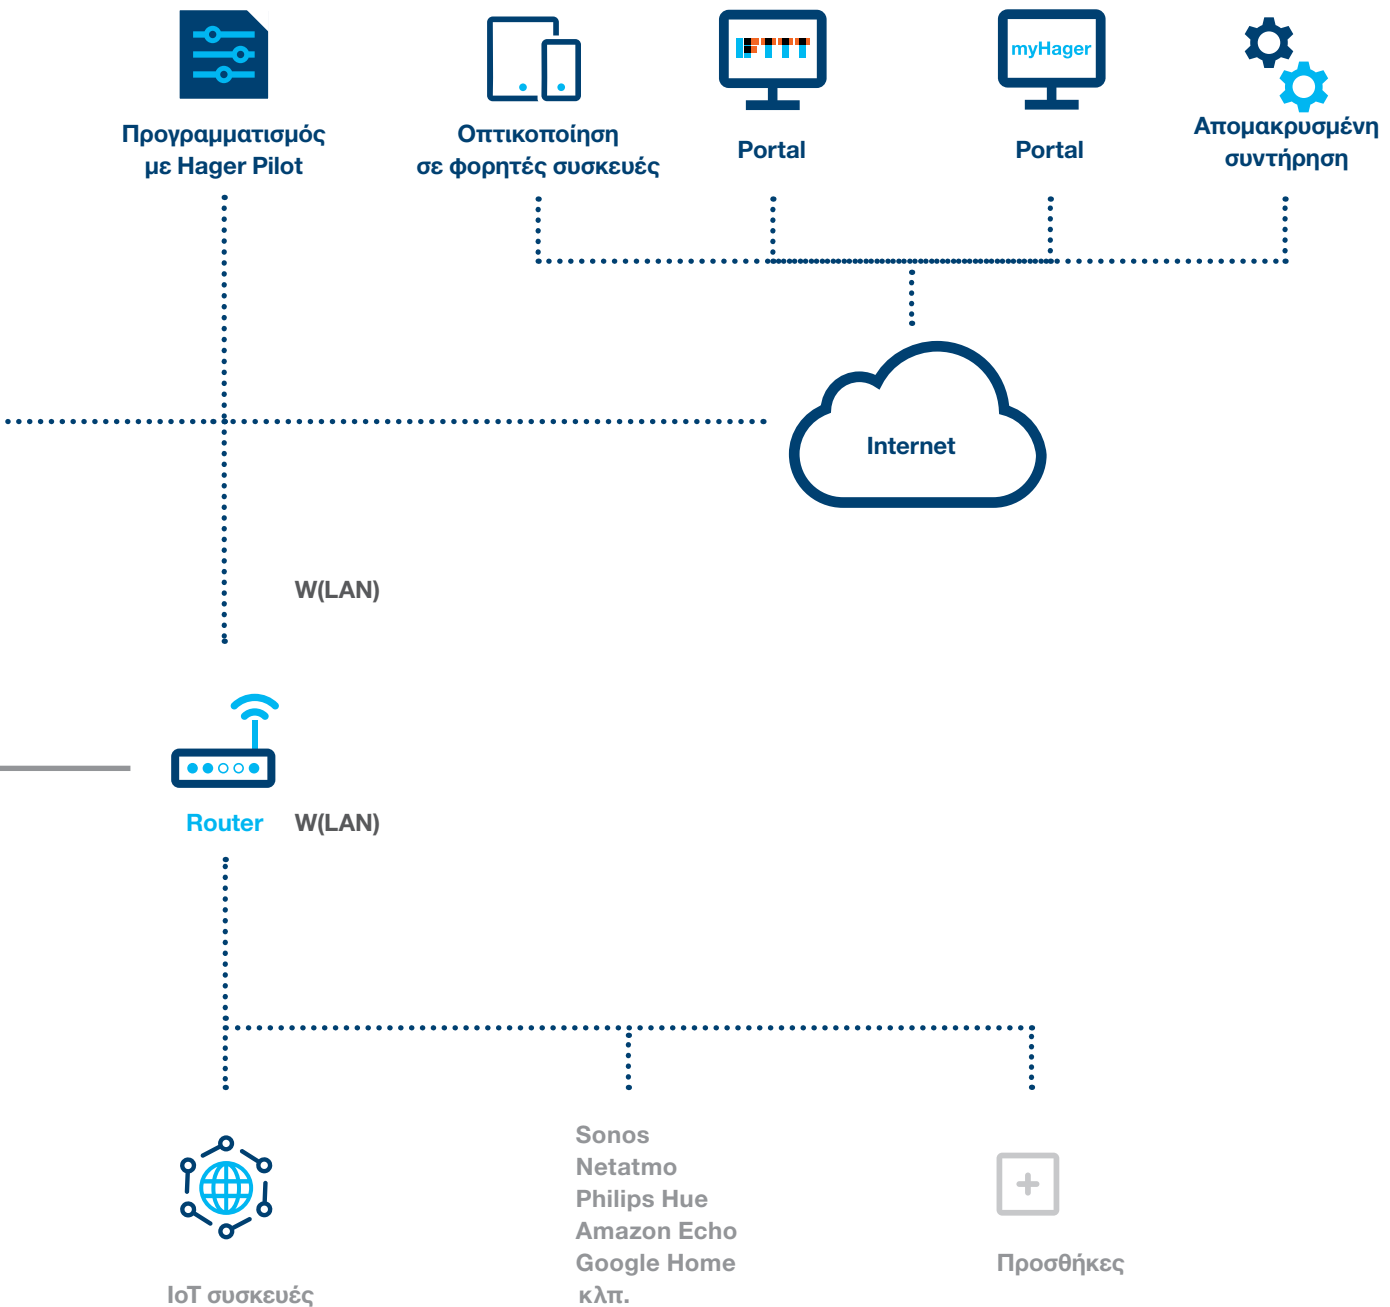 Προγραμματισμός
με Hager Pilot
Οπτικοποίηση
σε φορητές συσκευές
IFTTT
Portal
myHager
Portal
Απομακρυσμένη
συντήρηση
Internet
W(LAN)
Router
W(LAN)
IoT συσκευές
Sonos
Netatmo
Philips Hue
Amazon Echo
Google Home
κλπ.
Προσθήκες